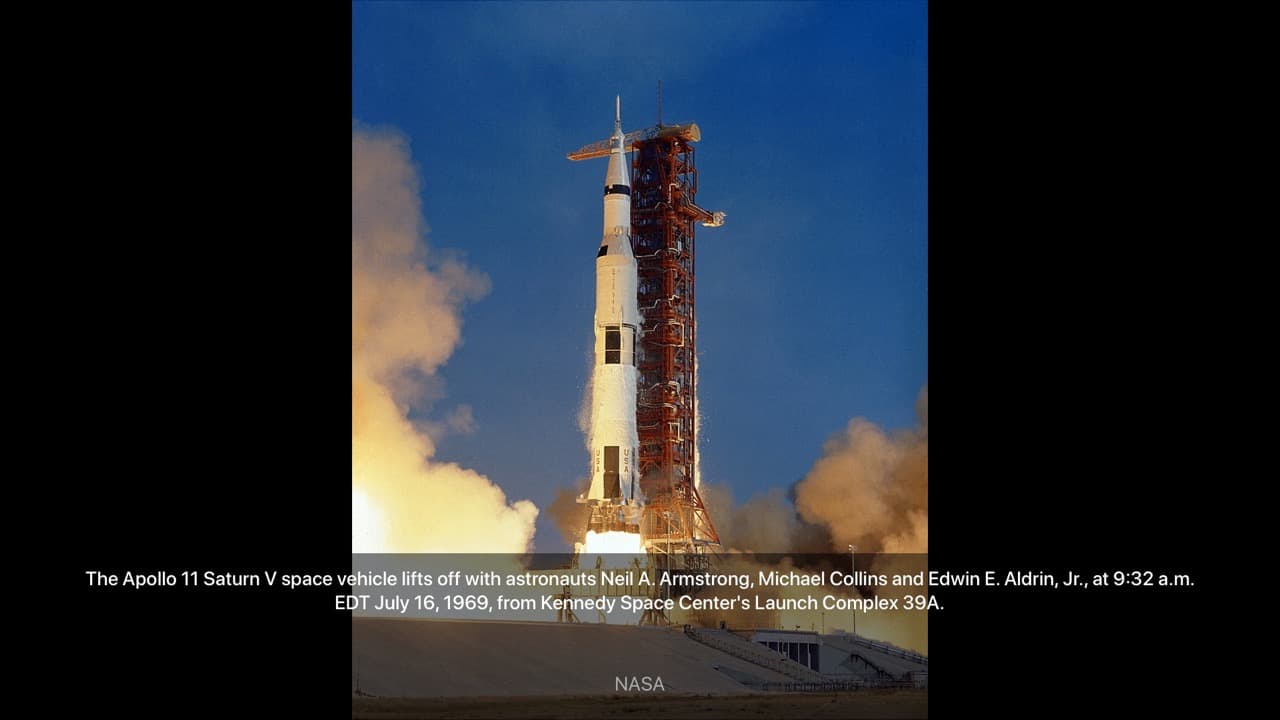 USA
USA
The Apollo 11 Saturn V space vehicle lifts off with astronauts Neil A. Armstrong, Michael Collins and Edwin E. Aldrin, Jr., at 9:32 a.m.
EDT July 16, 1969, from Kennedy Space Center's Launch Complex 39A.
NASA